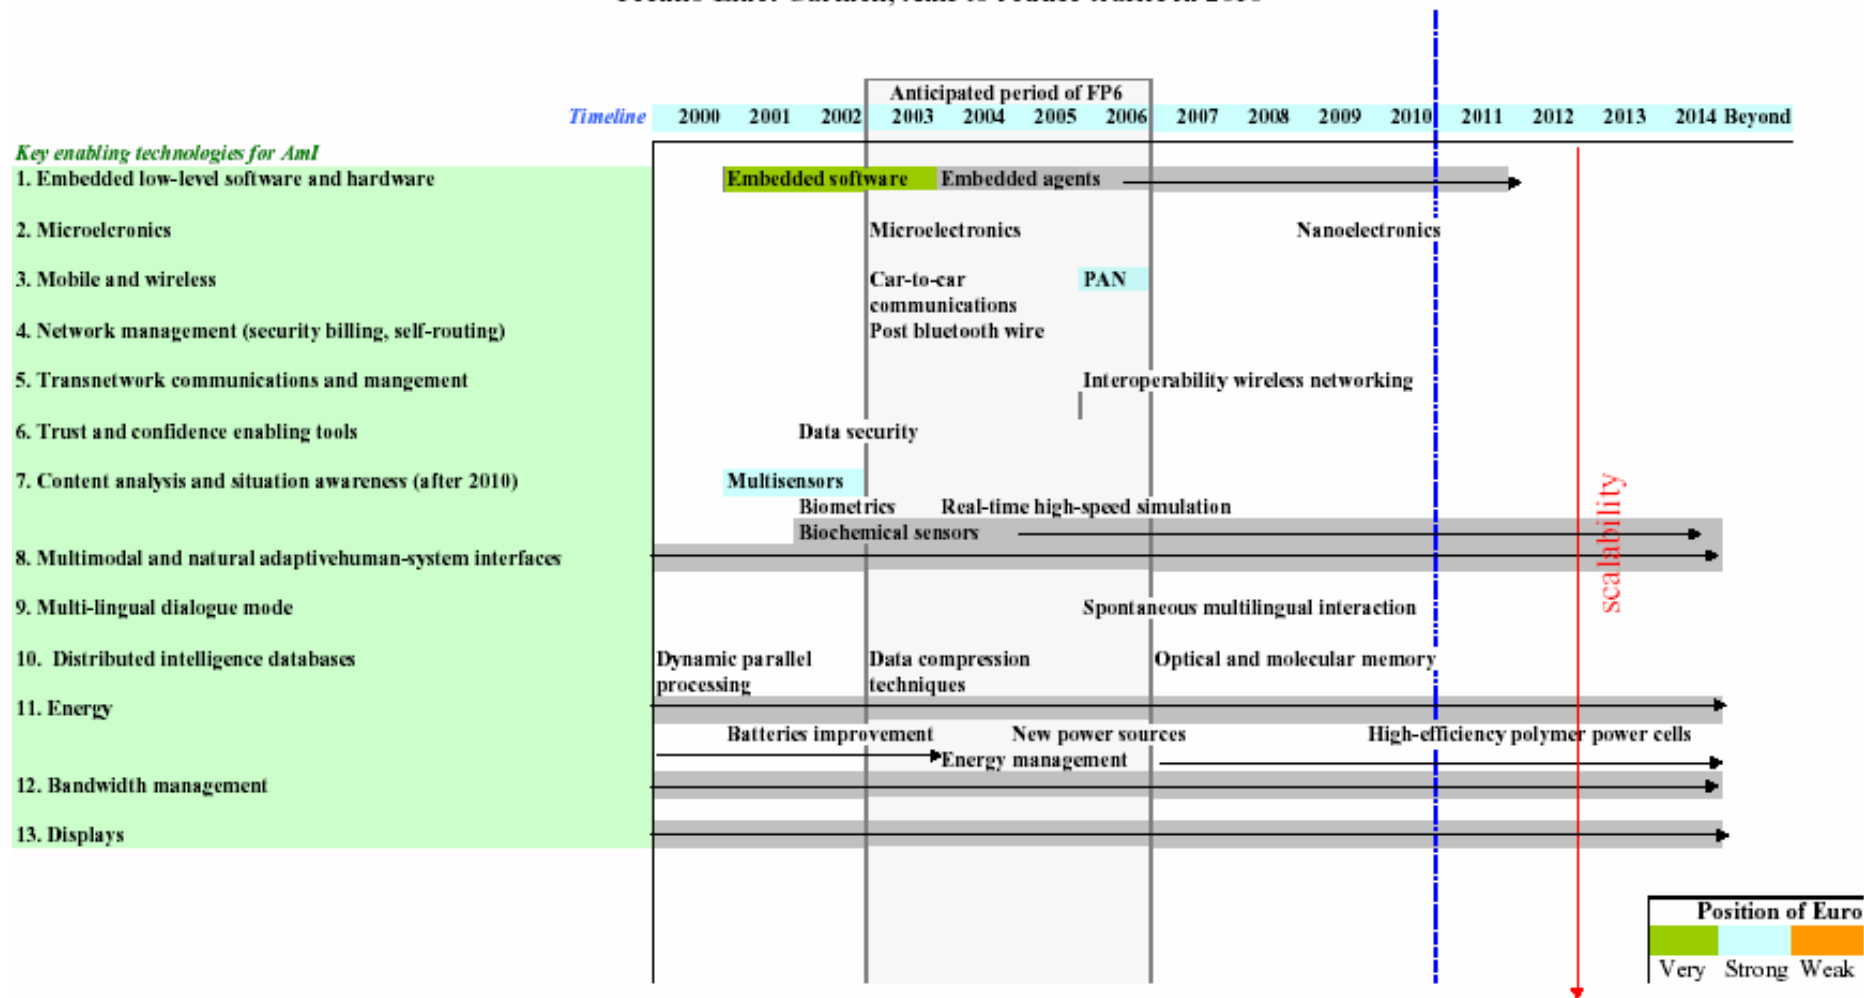 Anticipated period of FP6
Timeline 2000 2001 2002 2003 2004 2005 2006 2007 2008 2009 2010 2011 2012 2013 2014 Beyond
Key enabling technologies for AmI
1. Embedded low-level software and hardware Embedded software Embedded agents
2. Microelcronics Microelectronics Nanoelectronics
3. Mobile and wireless Car-to-car PAN
communications
4. Network management (security billing, self-routing) Post bluetooth wire
5. Transnetwork communications and mangement Interoperability wireless networking
6. Trust and confidence enabling tools Data security
7. Content analysis and situation awareness (after 2010) Multisensors
Biometrics Real-time high-speed simulation
Biochemical sensors
8. Multimodal and natural adaptivehuman-system interfaces
scalability
9. Multi-lingual dialogue mode Spontaneous multilingual interaction
10. Distributed intelligence databases Dynamic parallel Data compression Optical and molecular memory
processing techniques
11. Energy
Batteries improvement New power sources High-efficiency polymer power cells
Energy management
12. Bandwidth management
13. Displays
Position of Euro
Very Strong Weak